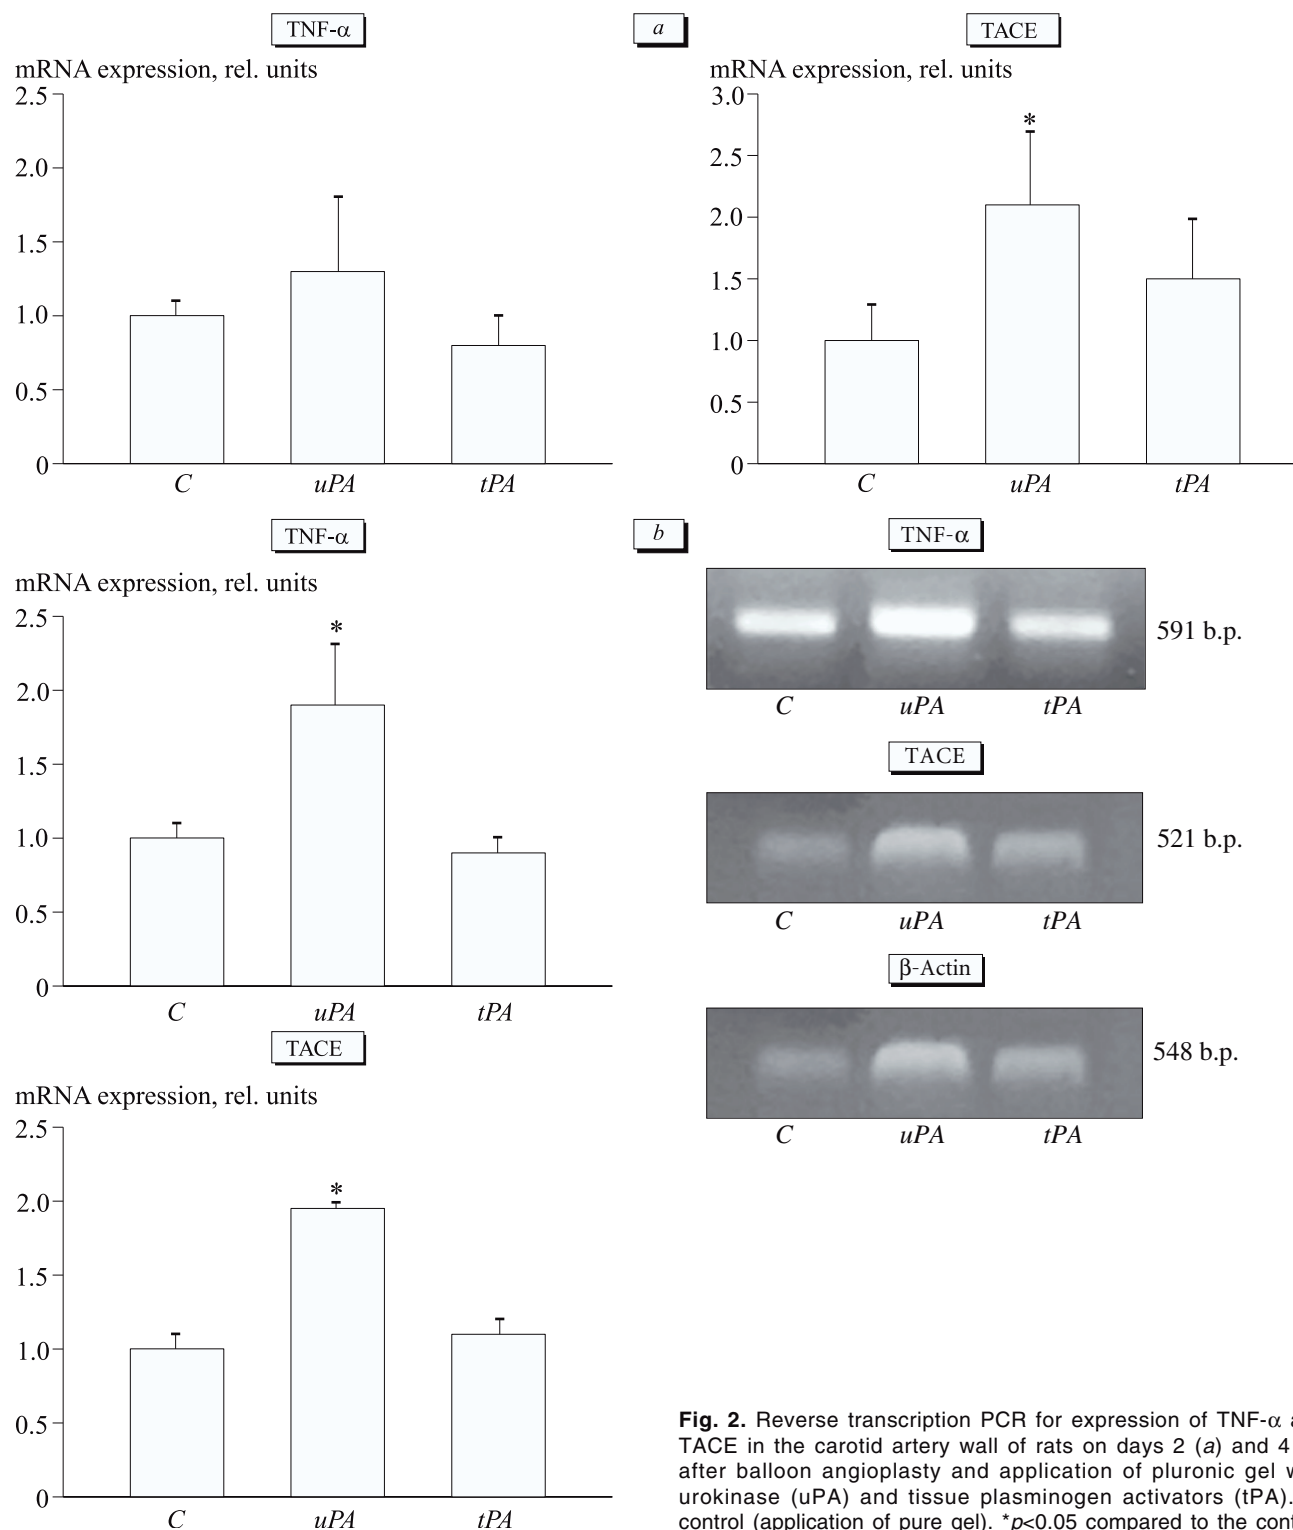 TNF-α
a
TACE
mRNA expression, rel. units
2.5
2.0
1.5
1.0
0.5
0
C uPA tPA
mRNA expression, rel. units
3.0
2.5
2.0
1.5
1.0
0.5
0
*
C uPA tPA
TNF-α
b
mRNA expression, rel. units
2.5
2.0
1.5
1.0
0.5
0
*
C uPA tPA
TACE
mRNA expression, rel. units
2.5
2.0
1.5
1.0
0.5
0
*
C uPA tPA
TNF-α
591 b.p.
C uPA tPA
TACE
521 b.p.
C uPA tPA
β-Actin
548 b.p.
C uPA tPA
Fig. 2. Reverse transcription PCR for expression of TNF-α
TACE in the carotid artery wall of rats on days 2 (a) and 4
after balloon angioplasty and application of pluronic gel
urokinase (uPA) and tissue plasminogen activators (tPA).
control (application of pure gel). *p<0.05 compared to the